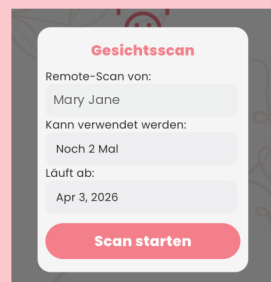 Gesichtsscan
Remote-Scan von:
Mary Jane
Kann verwendet werden:
Noch 2 Mal
Läuft ab:
Apr 3, 2026
Scan starten